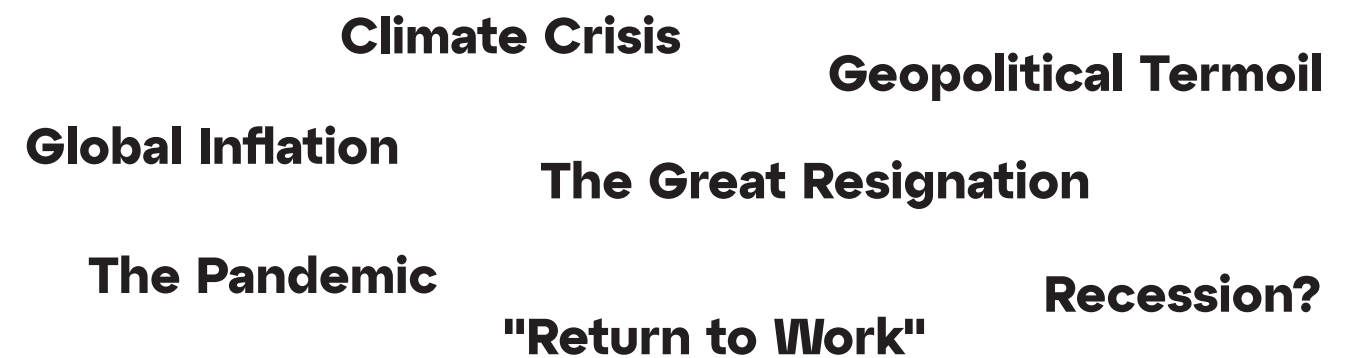 Climate Crisis
Geopolitical Termoil
Global Inflation
The Great Resignation
The Pandemic
Recession?
"Return to Work"